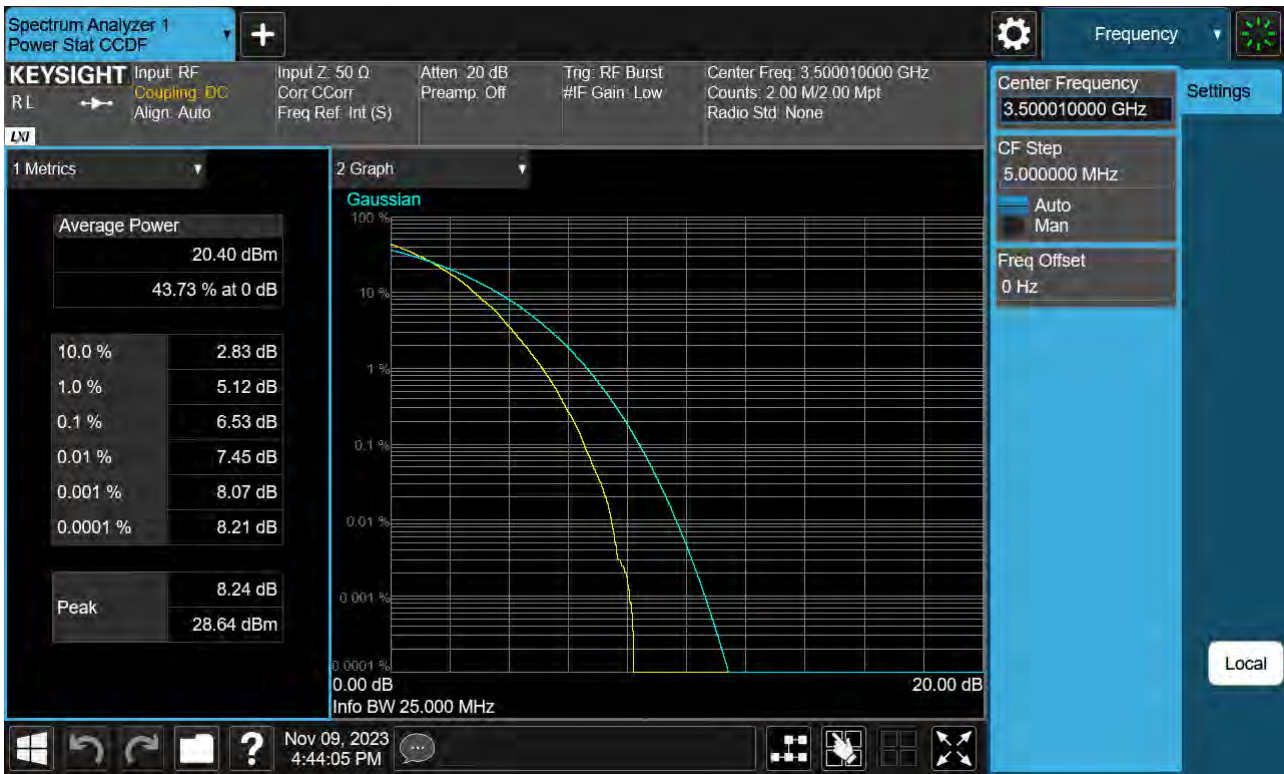 Spectrum Analyzer 1
Power Stat CCDF
+
Frequency
KEYSIGHT
R L
LXI
Input: RF
Coupling: DC
Align: Auto
Input Z: 50 Ω
Corr CCorr
Freq Ref: Int (S)
Atten: 20 dB
Preamp: Off
Trig: RF Burst
#IF Gain: Low
Center Freq: 3.500010000 GHz
Counts: 2.00 M/2.00 Mpt
Radio Std: None
1 Metrics
Average Power
20.40 dBm
43.73 % at 0 dB
10.0 % 2.83 dB
1.0 % 5.12 dB
0.1 % 6.53 dB
0.01 % 7.45 dB
0.001 % 8.07 dB
0.0001 % 8.21 dB
Peak
8.24 dB
28.64 dBm
2 Graph
Gaussian
100 %
10 %
1 %
0.1 %
0.01 %
0.001 %
0.0001 %
0.00 dB 20.00 dB
Info BW 25.000 MHz
Center Frequency
3.500010000 GHz
CF Step
5.000000 MHz
Auto
Man
Freq Offset
0 Hz
Settings
Local
?
Nov 09, 2023
4:44:05 PM